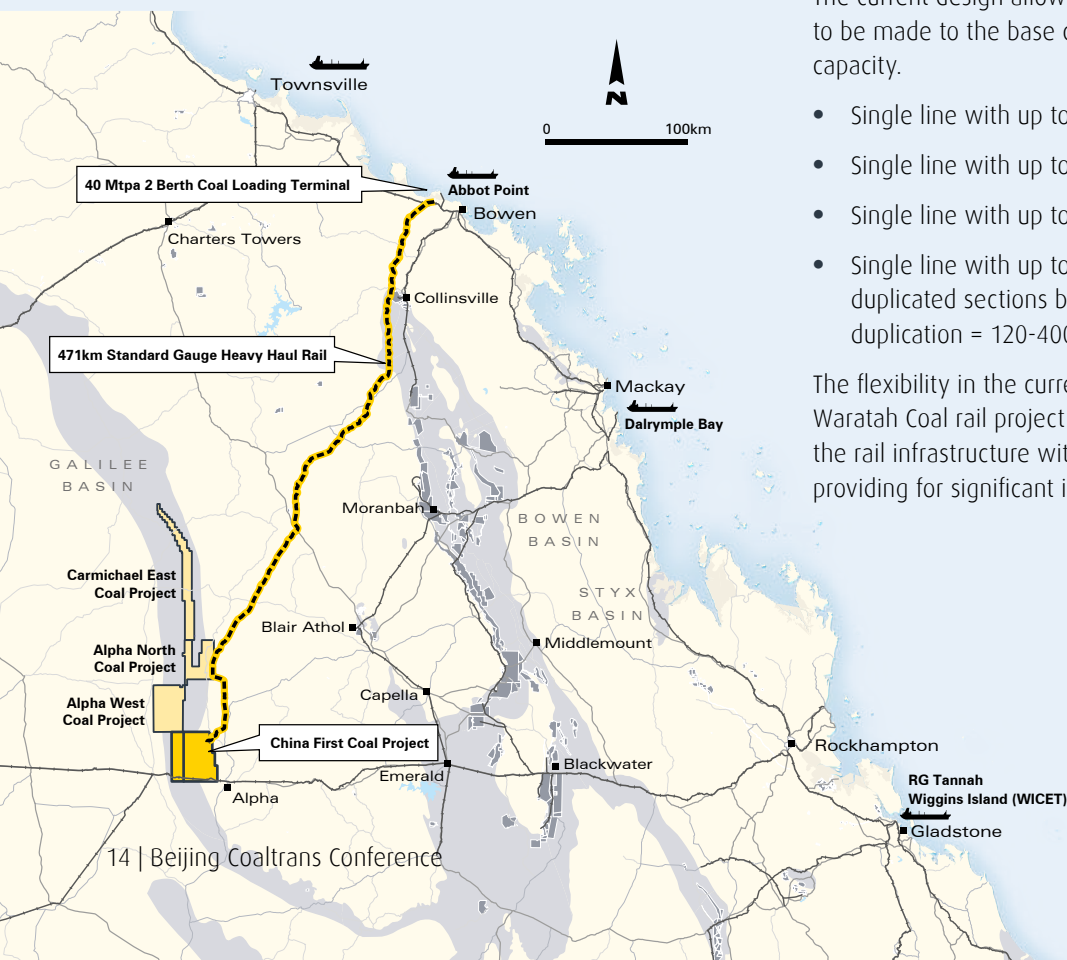 Townsville
N
0 100km
40 Mtpa 2 Berth Coal Loading Terminal
Abbot Point
Bowen
Charters Towers
Collinsville
471km Standard Gauge Heavy Haul Rail
Mackay
Dalrymple Bay
GALILEE
BASIN
Moranbah
BOWEN
BASIN
Carmichael East
Coal Project
STYX
BASIN
Blair Athol
Middlemount
Alpha North
Coal Project
Capella
Alpha West
Coal Project
China First Coal Project
Emerald
Blackwater
Rockhampton
Alpha
RG Tannah
Wiggins Island (WICET)
Gladstone
14 | Beijing Coaltrans Conference
The current design allow
to be made to the base
capacity.
• Single line with up to
• Single line with up to
• Single line with up to
• Single line with up to
duplicated sections b
duplication = 120-400
The flexibility in the curre
Waratah Coal rail project
the rail infrastructure wit
providing for significant i